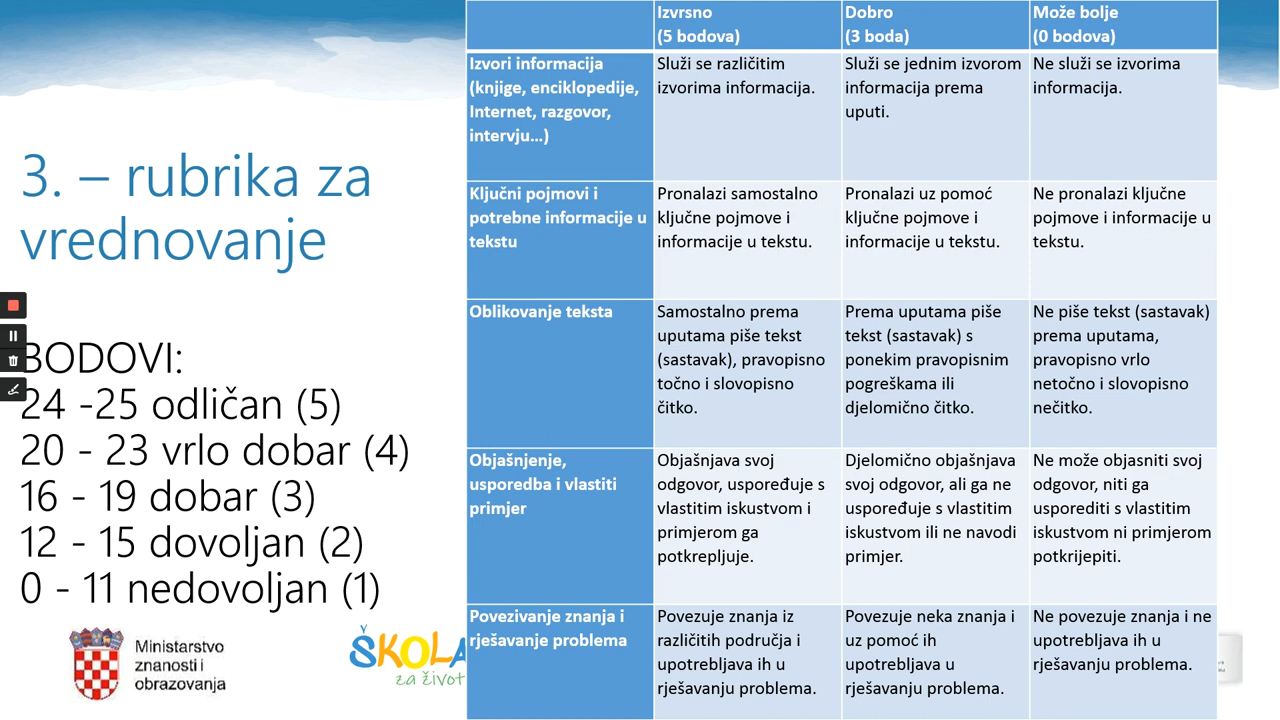 3. – rubrika za
vrednovanje
BODOVI:
24 -25 odličan (5)
20 - 23 vrlo dobar (4)
16 - 19 dobar (3)
12 - 15 dovoljan (2)
0 - 11 nedovoljan (1)
Ministarstvo
znanosti i
obrazovanja
ŠKOLA
za život
Izvrsno
(5 bodova)
Dobro
(3 boda)
Može bolje
(0 bodova)
Izvori informacija
(knjige, enciklopedije,
Internet, razgovor,
intervju...)
Služi se različitim
izvorima informacija.
Služi se jednim izvorom
informacija prema
uputi.
Ne služi se izvorima
informacija.
Ključni pojmovi i
potrebne informacije u
tekstu
Pronalazi samostalno
ključne pojmove i
informacije u tekstu.
Pronalazi uz pomoć
ključne pojmove i
informacije u tekstu.
Ne pronalazi ključne
pojmove i informacije u
tekstu.
Oblikovanje teksta
Samostalno prema
uputama piše tekst
(sastavak), pravopisno
točno i slovopisno
čitko.
Prema uputama piše
tekst (sastavak) s
ponekim pravopisnim
pogreškama ili
djelomično čitko.
Ne piše tekst (sastavak)
prema uputama,
pravopisno vrlo
netočno i slovopisno
nečitko.
Objašnjenje,
usporedba i vlastiti
primjer
Objašnjava svoj
odgovor, uspoređuje s
vlastitim iskustvom i
primjerom ga
potkrepljuje.
Djelomično objašnjava
svoj odgovor, ali ga ne
uspoređuje s vlastitim
iskustvom ili ne navodi
primjer.
Ne može objasniti svoj
odgovor, niti ga
usporediti s vlastitim
iskustvom ni primjerom
potkrijepiti.
Povezivanje znanja i
rješavanje problema
Povezuje znanja iz
različitih područja i
upotrebljava ih u
rješavanju problema.
Povezuje neka znanja i
uz pomoć ih
upotrebljava u
rješavanju problema.
Ne povezuje znanja i ne
upotrebljava ih u
rješavanju problema.